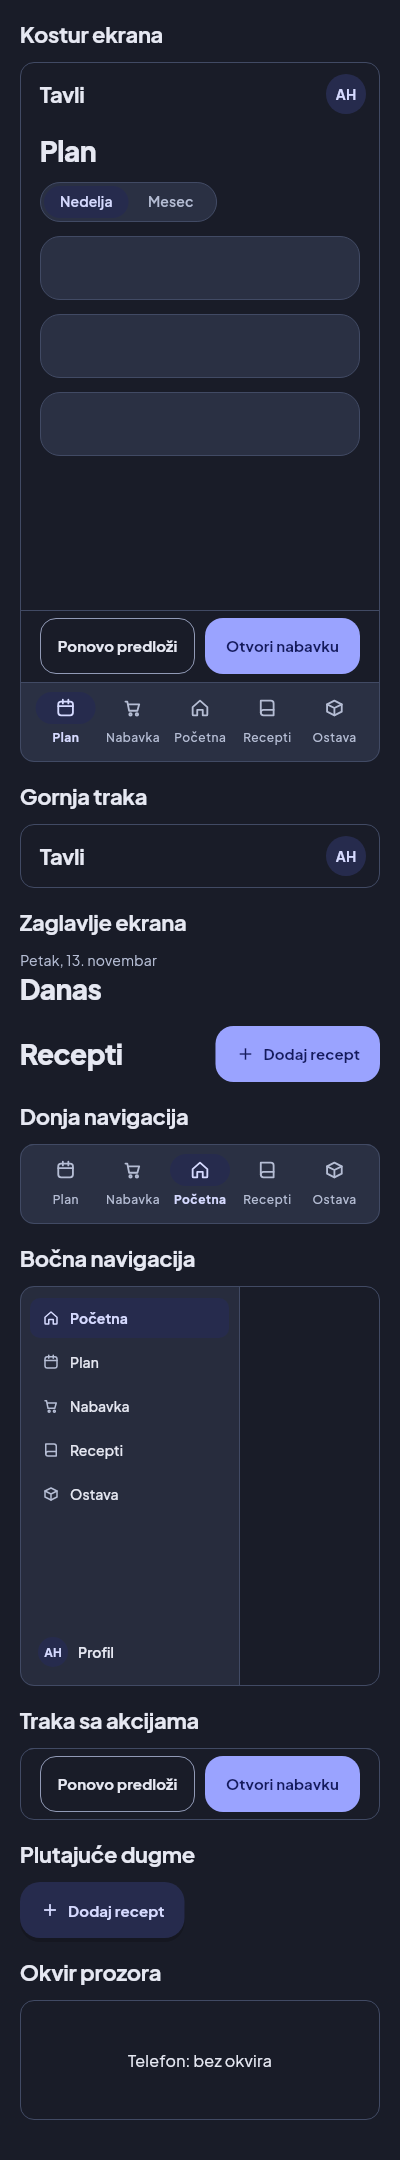 Kostur ekrana
Tavli
AH
Plan
Nedelja
Mesec
Ponovo predloži
Otvori nabavku
Plan
Nabavka
Početna
Recepti
Ostava
Gornja traka
Tavli
AH
Zaglavlje ekrana
Petak, 13. novembar
Danas
Recepti
Dodaj recept
Donja navigacija
Plan
Nabavka
Početna
Recepti
Ostava
Bočna navigacija
Početna
Plan
Nabavka
Recepti
Ostava
AH
Profil
Traka sa akcijama
Ponovo predloži
Otvori nabavku
Plutajuće dugme
Dodaj recept
Okvir prozora
Telefon: bez okvira